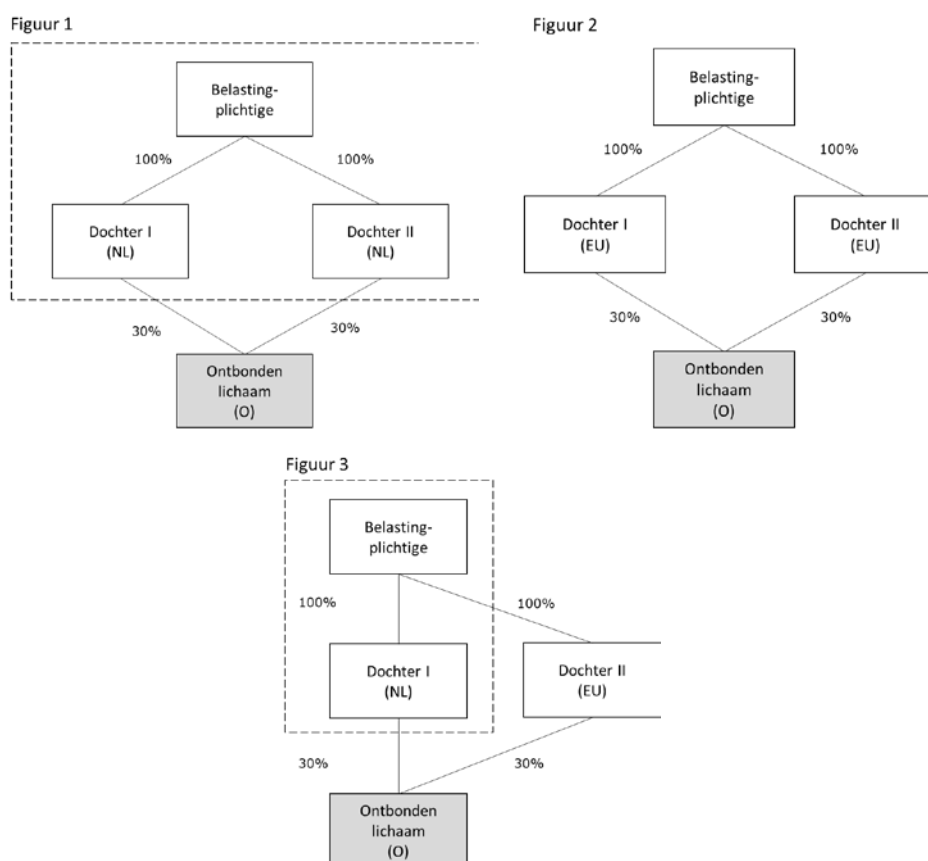 Figuur 1
Belasting-
plichtige
100%
100%
Dochter I
(NL)
Dochter II
(NL)
30%
30%
Ontbonden
lichaam
(O)
Figuur 2
Belasting-
plichtige
100%
100%
Dochter I
(EU)
Dochter II
(EU)
30%
30%
Ontbonden
lichaam
(O)
Figuur 3
Belasting-
plichtige
100%
100%
Dochter I
(NL)
Dochter II
(EU)
30%
30%
Ontbonden
lichaam
(O)